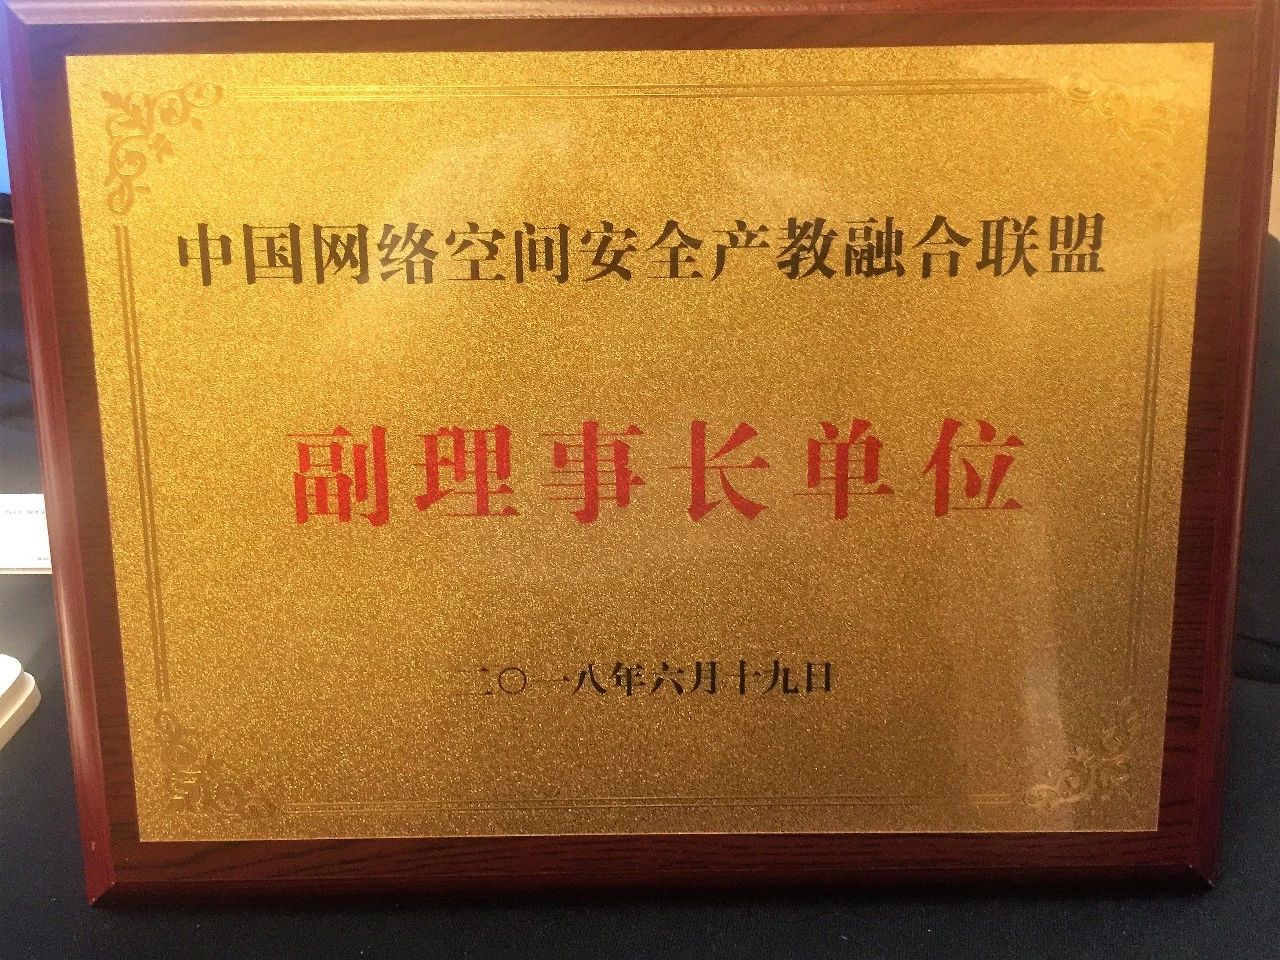 中国网络空间安全产教融合联盟
副理事长单位
二〇一八年六月十九日